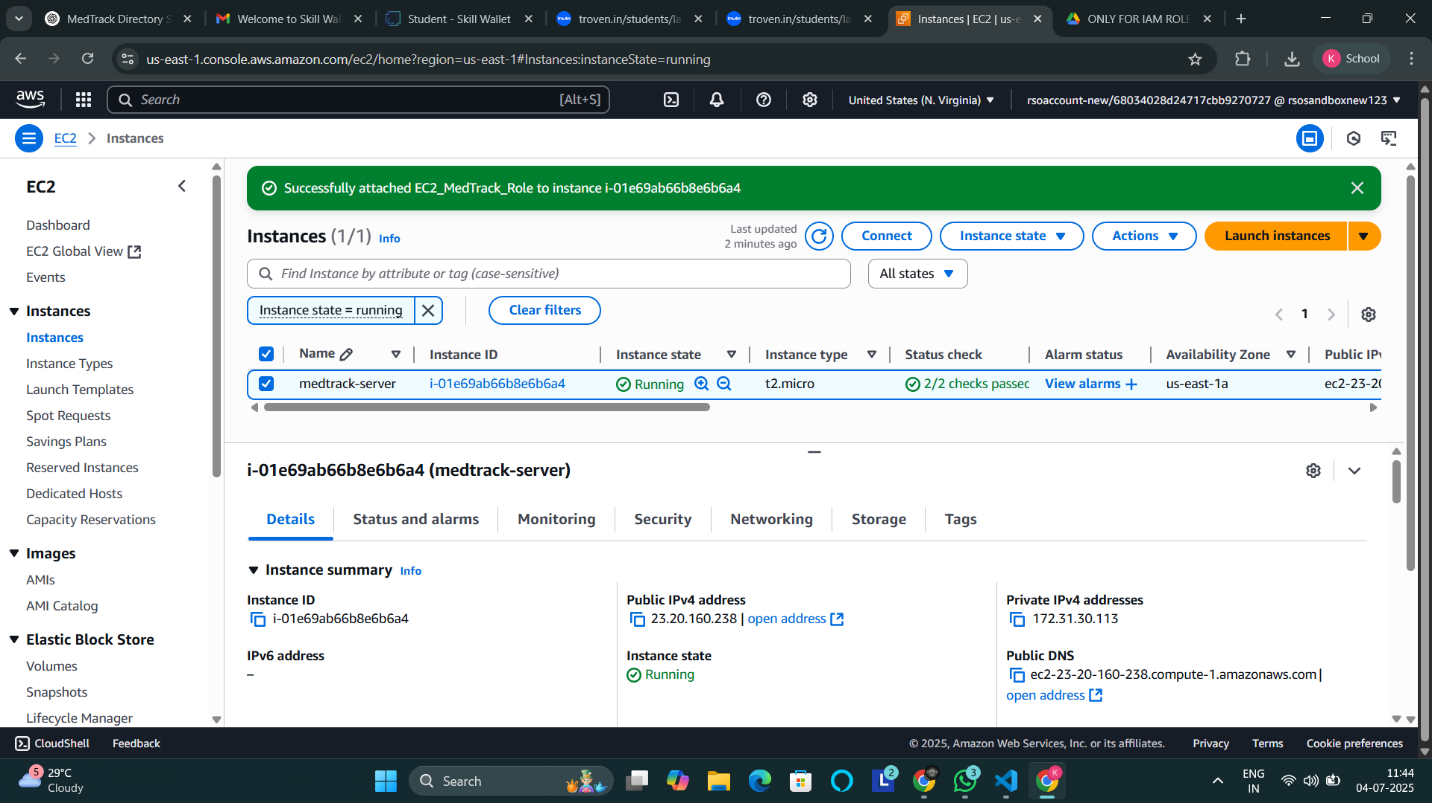 MedTrack Directory S
Welcome to Skill Wal
Student - Skill Wallet
troven.in/students/la
troven.in/students/la
Instances | EC2 | us-e
ONLY FOR IAM ROLE
us-east-1.console.aws.amazon.com/ec2/home?region=us-east-1#Instances:instanceState=running
K School
aws
Search [Alt+S]
United States (N. Virginia) ▼
rsoaccount-new/68034028d24717cbb9270727 @ rsosandboxnew123 ▼
EC2 > Instances
EC2
Dashboard
EC2 Global View
Events
Instances
Instances
Instance Types
Launch Templates
Spot Requests
Savings Plans
Reserved Instances
Dedicated Hosts
Capacity Reservations
Images
AMIs
AMI Catalog
Elastic Block Store
Volumes
Snapshots
Lifecycle Manager
Successfully attached EC2_MedTrack_Role to instance i-01e69ab66b8e6b6a4
Instances (1/1) Info
Last updated
2 minutes ago
Connect
Instance state
Actions
Launch instances
Find Instance by attribute or tag (case-sensitive)
All states
Instance state = running
Clear filters
1
Name Instance ID Instance state Instance type Status check Alarm status Availability Zone Public IPv
medtrack-server i-01e69ab66b8e6b6a4 Running t2.micro 2/2 checks passed View alarms + us-east-1a ec2-23-20
i-01e69ab66b8e6b6a4 (medtrack-server)
Details Status and alarms Monitoring Security Networking Storage Tags
Instance summary Info
Instance ID
i-01e69ab66b8e6b6a4
Public IPv4 address
23.20.160.238 | open address
Private IPv4 addresses
172.31.30.113
IPv6 address
–
Instance state
Running
Public DNS
ec2-23-20-160-238.compute-1.amazonaws.com |
open address
CloudShell Feedback
© 2025, Amazon Web Services, Inc. or its affiliates. Privacy Terms Cookie preferences
5
29°C
Cloudy
Search
2
3
K
ENG
IN
11:44
04-07-2025